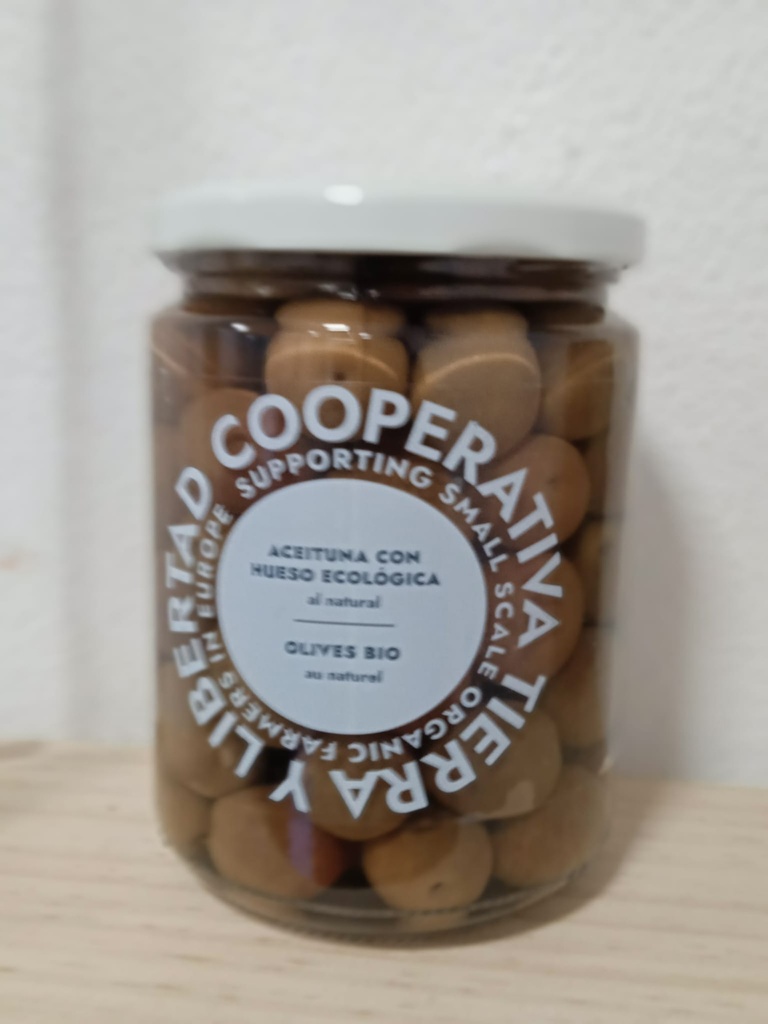 COOPERATIVA TIERRA Y LIBERTAD
SUPPORTING SMALL SCALE ORGANIC FARMERS IN EUROPE
ACEITUNA CON
HUESO ECOLÓGICA
al natural
OLIVES BIO
au naturel